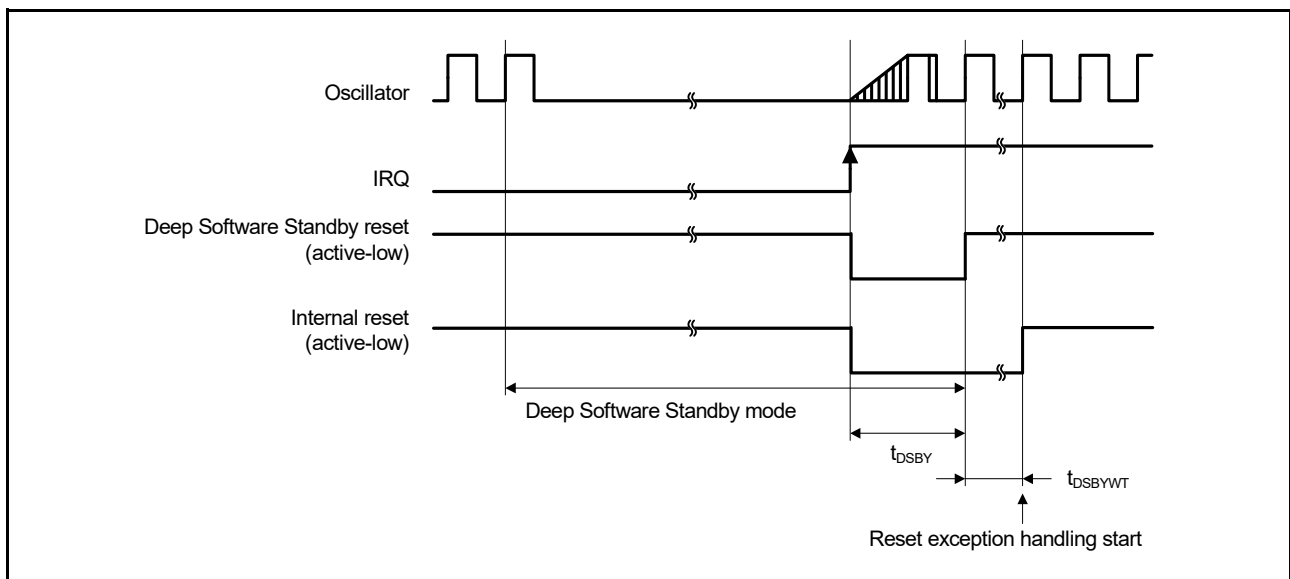 Oscillator
IRQ
Deep Software Standby reset
(active-low)
Internal reset
(active-low)
Deep Software Standby mode
tDSBY
tDSBYWT
Reset exception handling start